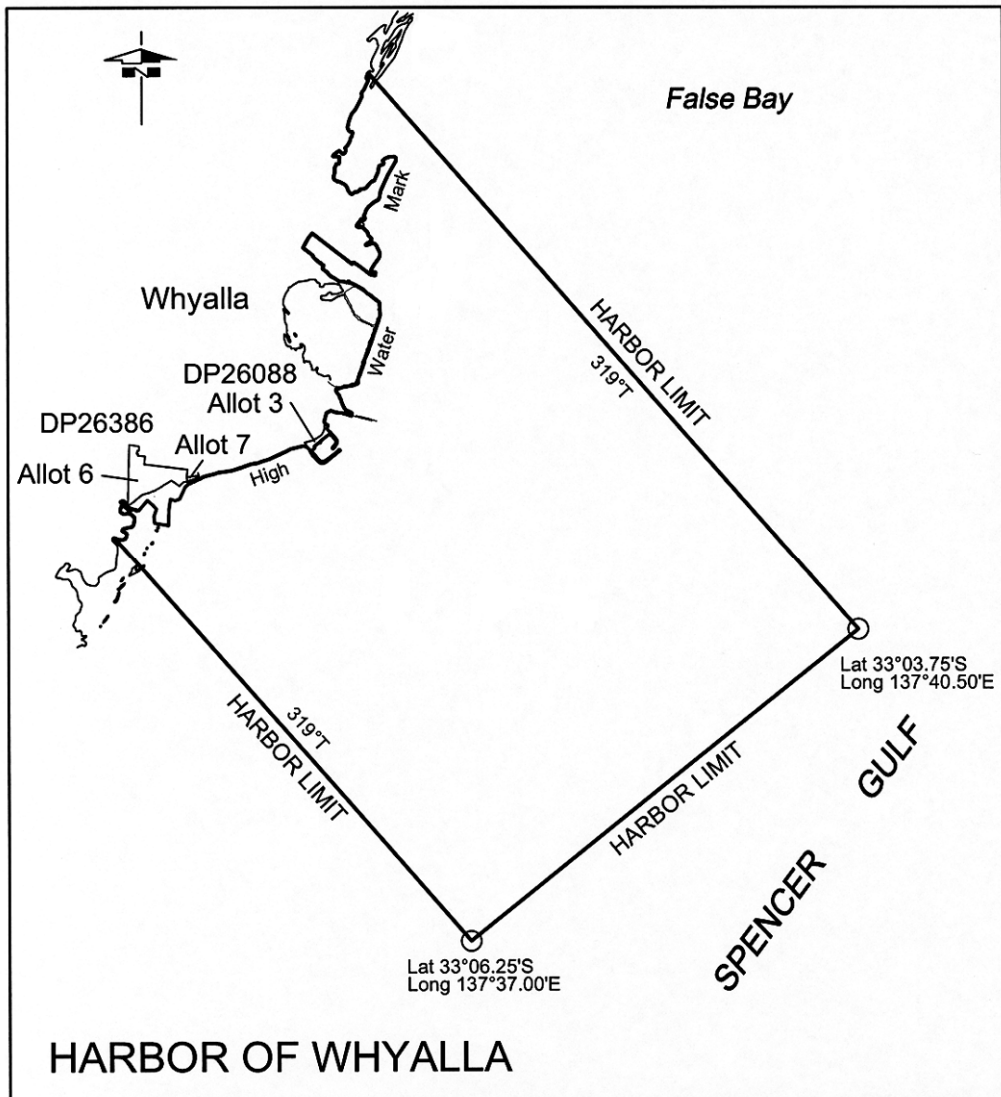 N
False Bay
Mark
Whyalla
Water
HARBOR LIMIT
319°T
DP26088
Allot 3
DP26386
Allot 7
Allot 6
High
Lat 33°03.75'S
Long 137°40.50'E
319°T
HARBOR LIMIT
HARBOR LIMIT
SPENCER GULF
Lat 33°06.25'S
Long 137°37.00'E
HARBOR OF WHYALLA